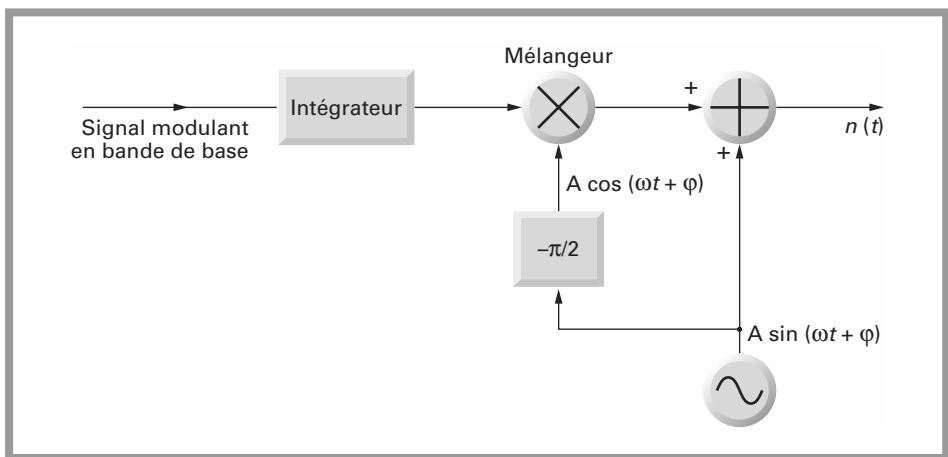 Mélangeur
Intégrateur
+
Signal modulant
en bande de base
n (t)
+
A cos (ωt + φ)
–π/2
A sin (ωt + φ)